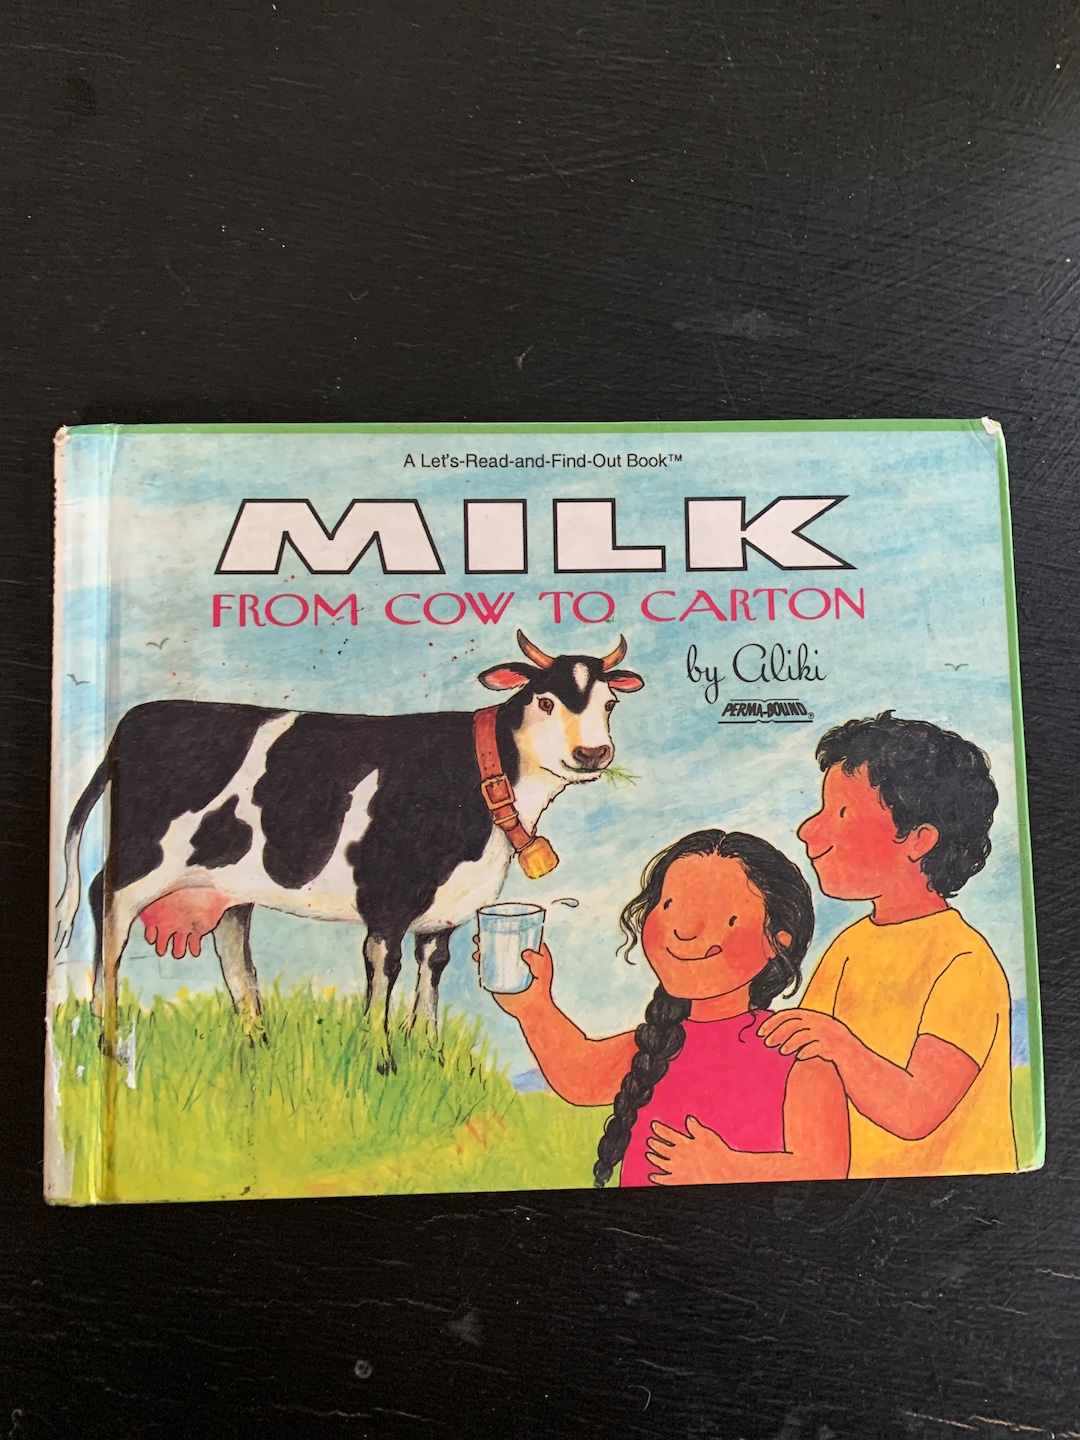 A Let's-Read-and-Find-Out Book™
MILK
FROM COW TO CARTON
by Aliki
PERMA-BOUND®